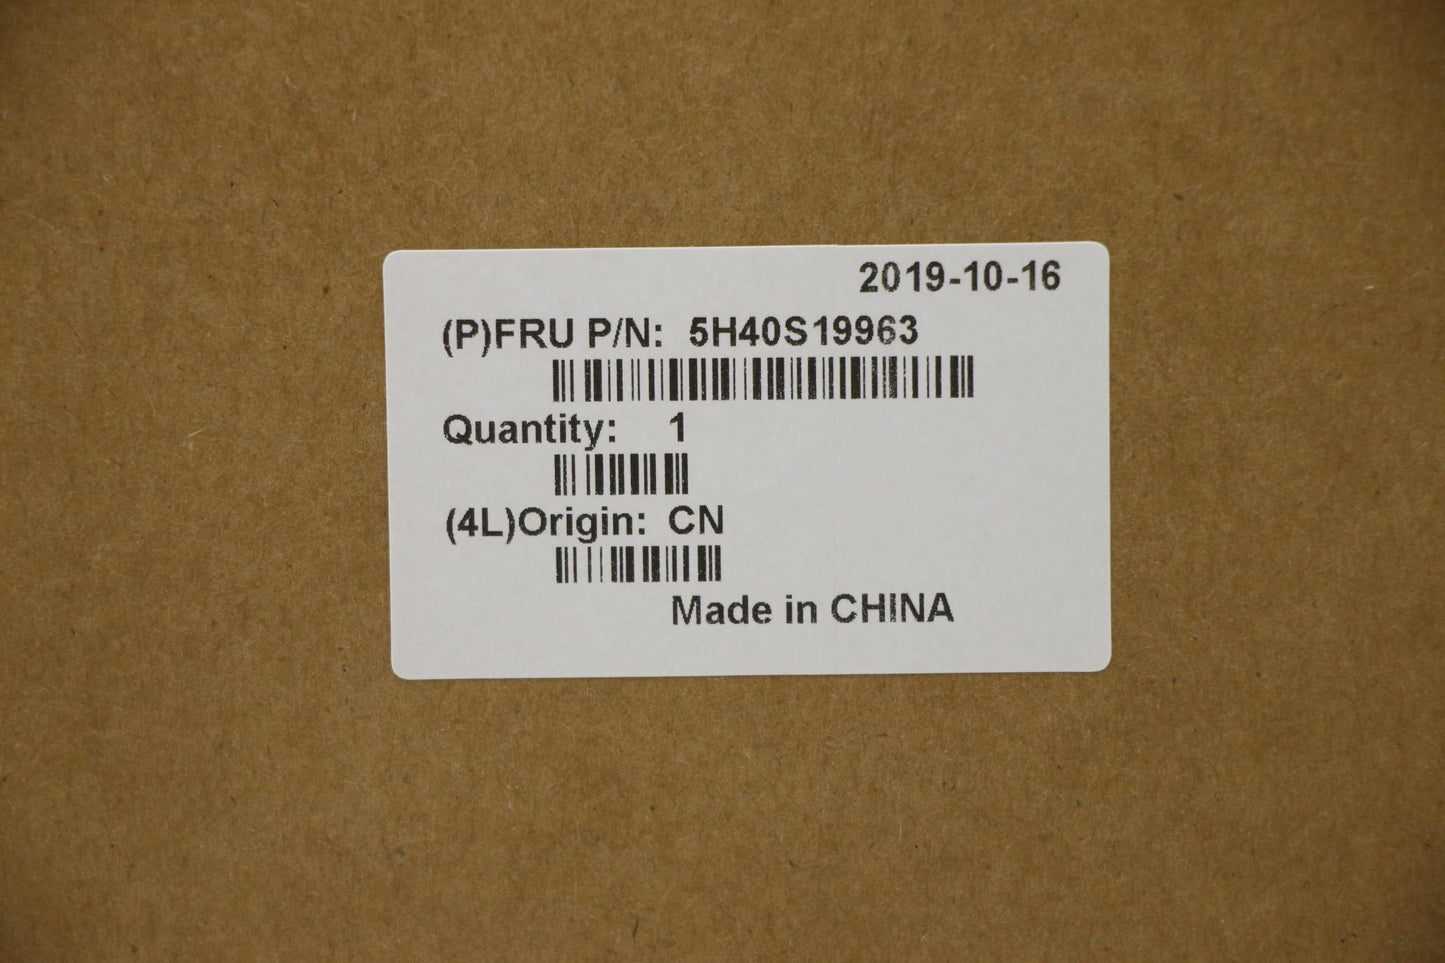 2019-10-16
(P)FRU P/N: 5H40S19963
Quantity: 1
(4L)Origin: CN
Made in CHINA